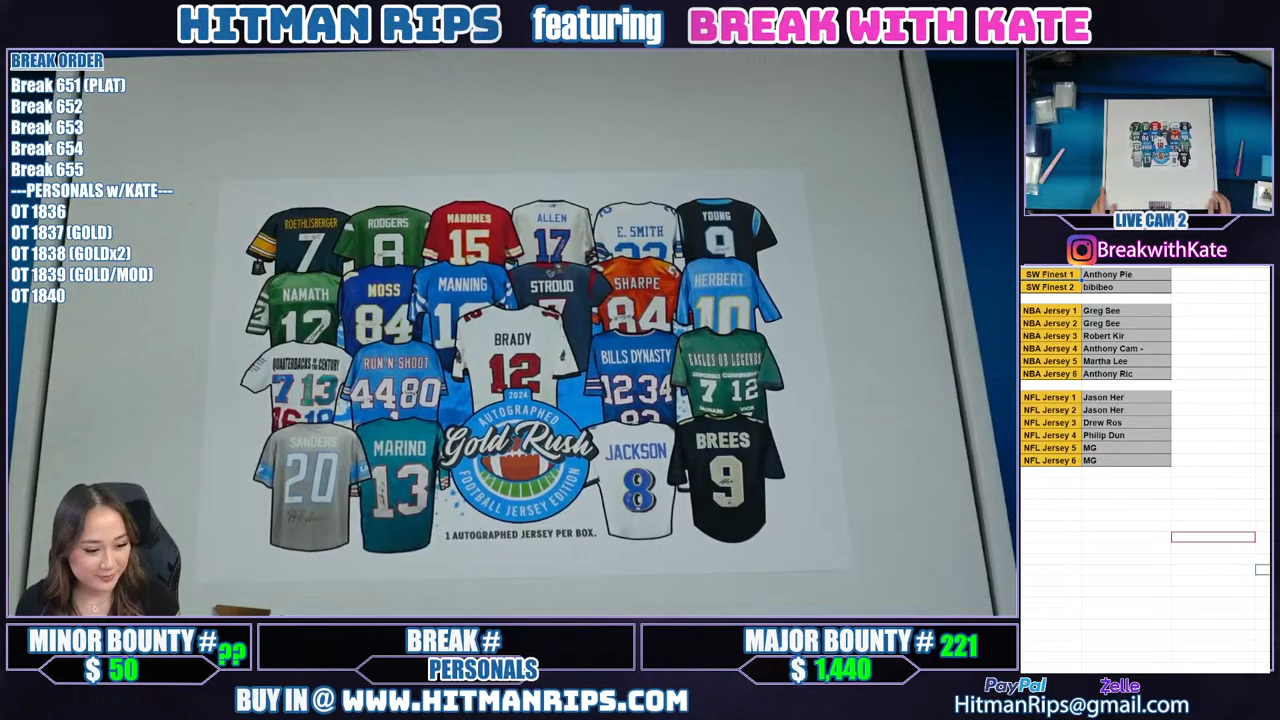 HITMAN RIPS featuring BREAK WITH KATE
BREAK ORDER
Break 651 (PLAT)
Break 652
Break 653
Break 654
Break 655
---PERSONALS w/KATE---
OT 1836
OT 1837 (GOLD)
OT 1838 (GOLDx2)
OT 1839 (GOLD/MOD)
OT 1840
ROETHLISBERGER
7
RODGERS
8
MAHOMES
15
ALLEN
17
E. SMITH
YOUNG
9
NAMATH
12
MOSS
84
MANNING
STROUD
7
SHARPE
84
HERBERT
10
BRADY
12
QUARTERBACKS OF THE CENTURY
7 13
RUN'N SHOOT
4480
BILLS DYNASTY
12 34
83
EAGLES QB LEGENDS
CUNNINGHAM
7 12
VICK
SANDERS
20
MARINO
13
2024
AUTOGRAPHED
Gold Rush
FOOTBALL JERSEY EDITION
1 AUTOGRAPHED JERSEY PER BOX.
JACKSON
8
BREES
9
LIVE CAM 2
BreakwithKate
SW Finest 1 Anthony Pie
SW Finest 2 bibibeo
NBA Jersey 1 Greg See
NBA Jersey 2 Greg See
NBA Jersey 3 Robert Kir
NBA Jersey 4 Anthony Cam -
NBA Jersey 5 Martha Lee
NBA Jersey 6 Anthony Ric
NFL Jersey 1 Jason Her
NFL Jersey 2 Jason Her
NFL Jersey 3 Drew Ros
NFL Jersey 4 Philip Dun
NFL Jersey 5 MG
NFL Jersey 6 MG
MINOR BOUNTY # ??
$ 50
BREAK #
PERSONALS
MAJOR BOUNTY # 221
$ 1,440
BUY IN @ WWW.HITMANRIPS.COM
PayPal Zelle
HitmanRips@gmail.com